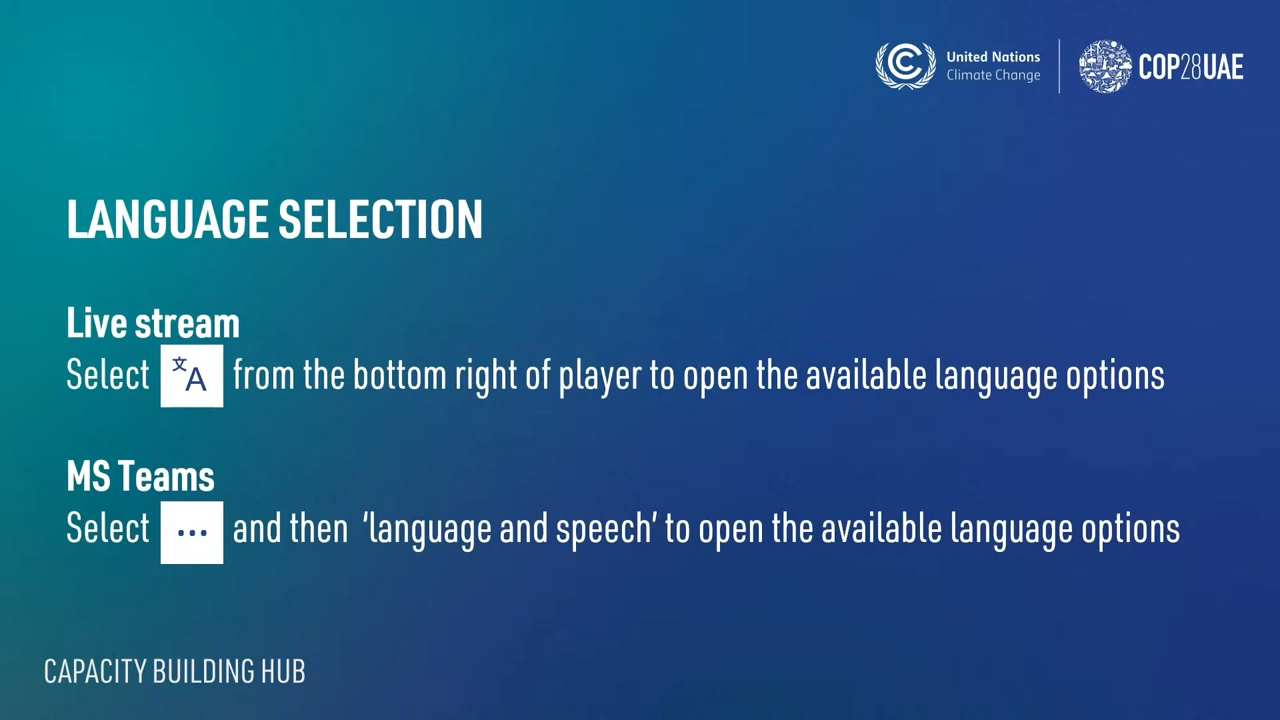 United Nations
Climate Change
COP28UAE
LANGUAGE SELECTION
Live stream
Select 文A from the bottom right of player to open the available language options
MS Teams
Select ... and then ‘language and speech’ to open the available language options
CAPACITY BUILDING HUB